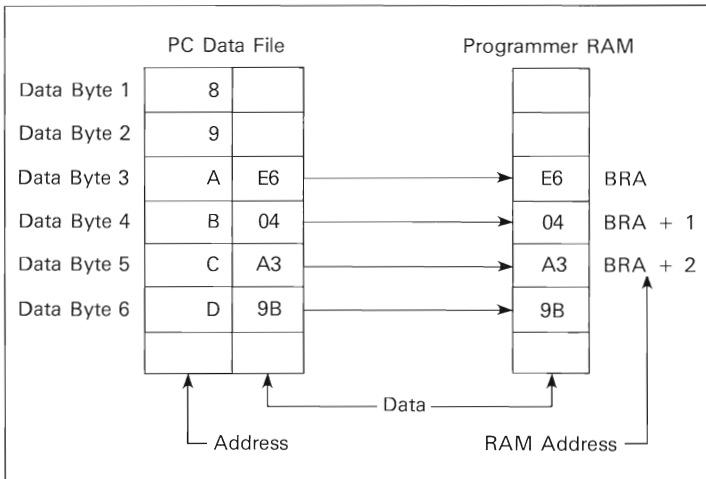 PC Data File Programmer RAM
Data Byte 1 8
Data Byte 2 9
Data Byte 3 A E6 E6 BRA
Data Byte 4 B 04 04 BRA + 1
Data Byte 5 C A3 A3 BRA + 2
Data Byte 6 D 9B 9B
Data
Address RAM Address